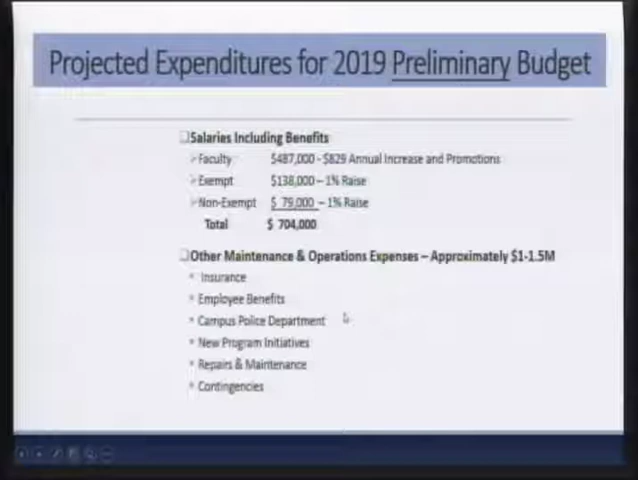 Projected Expenditures for 2019 Preliminary Budget
Salaries Including Benefits
Faculty $487,000 - $829 Annual Increase and Promotions
Exempt $138,000 – 1% Raise
Non-Exempt $ 79,000 – 1% Raise
Total $ 704,000
Other Maintenance & Operations Expenses – Approximately $1-1.5M
Insurance
Employee Benefits
Campus Police Department
New Program Initiatives
Repairs & Maintenance
Contingencies